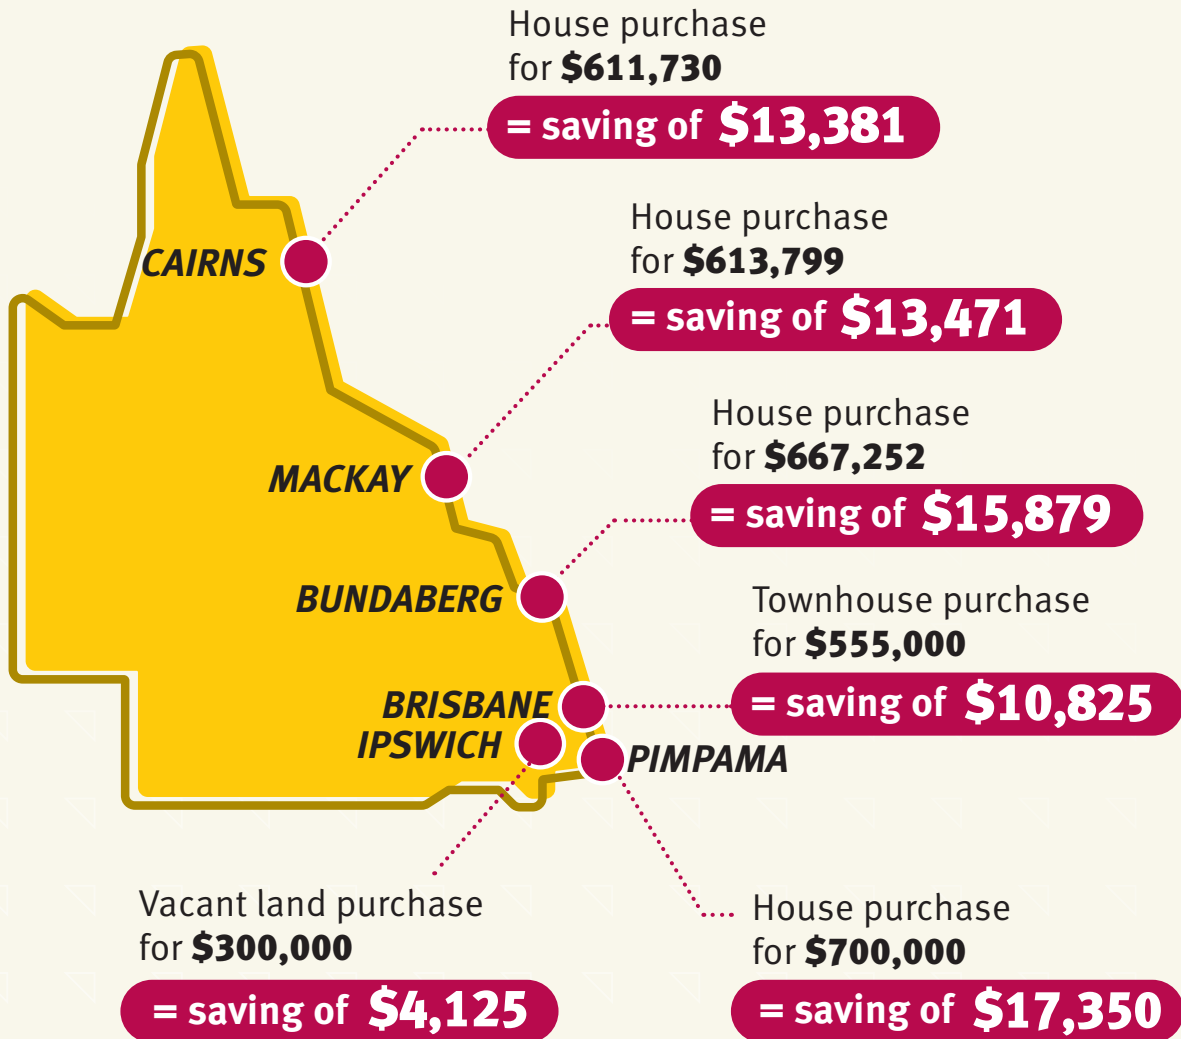 House purchase
for $611,730
= saving of $13,381
CAIRNS
House purchase
for $613,799
= saving of $13,471
MACKAY
House purchase
for $667,252
= saving of $15,879
BUNDABERG
Townhouse purchase
for $555,000
= saving of $10,825
BRISBANE
IPSWICH
PIMPAMA
Vacant land purchase
for $300,000
= saving of $4,125
House purchase
for $700,000
= saving of $17,350